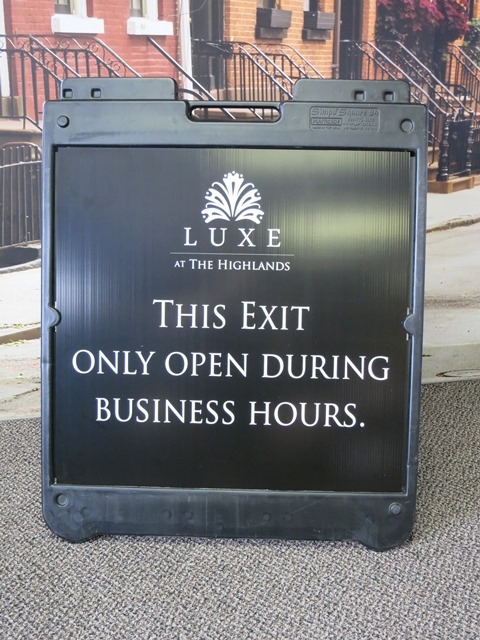 LUXE
AT THE HIGHLANDS
THIS EXIT
ONLY OPEN DURING
BUSINESS HOURS.